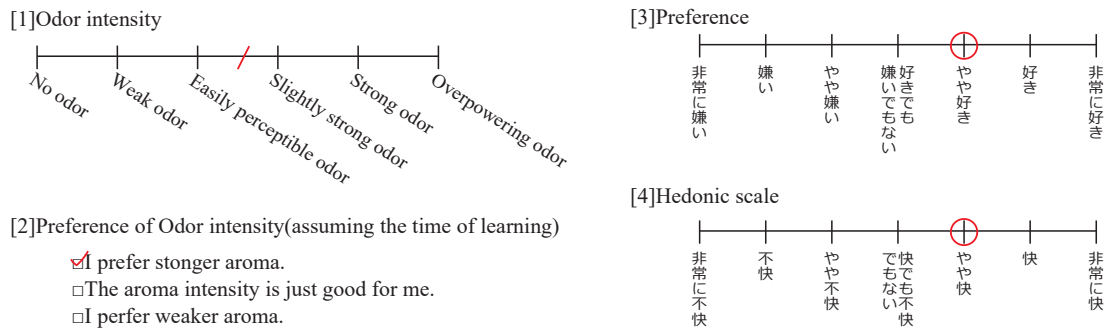 [1]Odor intensity
No odor
Weak odor
Easily perceptible odor
Slightly strong odor
Strong odor
Overpowering odor
[2]Preference of Odor intensity(assuming the time of learning)
□I prefer stonger aroma.
□The aroma intensity is just good for me.
□I perfer weaker aroma.
[3]Preference
非常に嫌い
嫌い
やや嫌い
好きでも
嫌いでもない
やや好き
好き
非常に好き
[4]Hedonic scale
非常に不快
不快
やや不快
快でも不快
でもない
やや快
快
非常に快